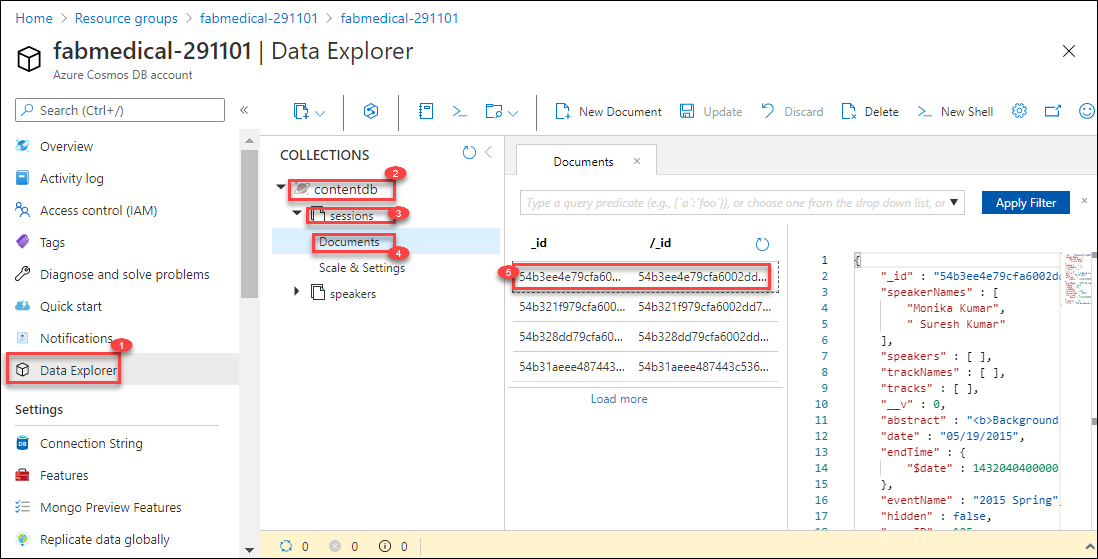 Home > Resource groups > fabmedical-291101 > fabmedical-291101
fabmedical-291101 | Data Explorer
Azure Cosmos DB account
Search (Ctrl+/)
«
Overview
Activity log
Access control (IAM)
Tags
Diagnose and solve problems
Quick start
Notifications
1
Data Explorer
Settings
Connection String
Features
Mongo Preview Features
Replicate data globally
New Document
Update
Discard
Delete
New Shell
COLLECTIONS
2
contentdb
sessions
3
Documents
4
Scale & Settings
speakers
Documents
Type a query predicate (e.g., {´a´:´foo´}), or choose one from the drop down list, or
Apply Filter
_id /_id
5
54b3ee4e79cfa60... 54b3ee4e79cfa6002dd...
54b321f979cfa600... 54b321f979cfa6002dd7...
54b328dd79cfa60... 54b328dd79cfa6002dd...
54b31aeee487443... 54b31aeee487443c536...
Load more
1 {
2 "_id" : "54b3ee4e79cfa6002d
3 "speakerNames" : [
4 "Monika Kumar",
5 " Suresh Kumar"
6 ],
7 "speakers" : [ ],
8 "trackNames" : [ ],
9 "tracks" : [ ],
10 "__v" : 0,
11 "abstract" : "<b>Background
12 "date" : "05/19/2015",
13 "endTime" : {
14 "$date" : 1432040400000
15 },
16 "eventName" : "2015 Spring",
17 "hidden" : false,
18
0 0 0